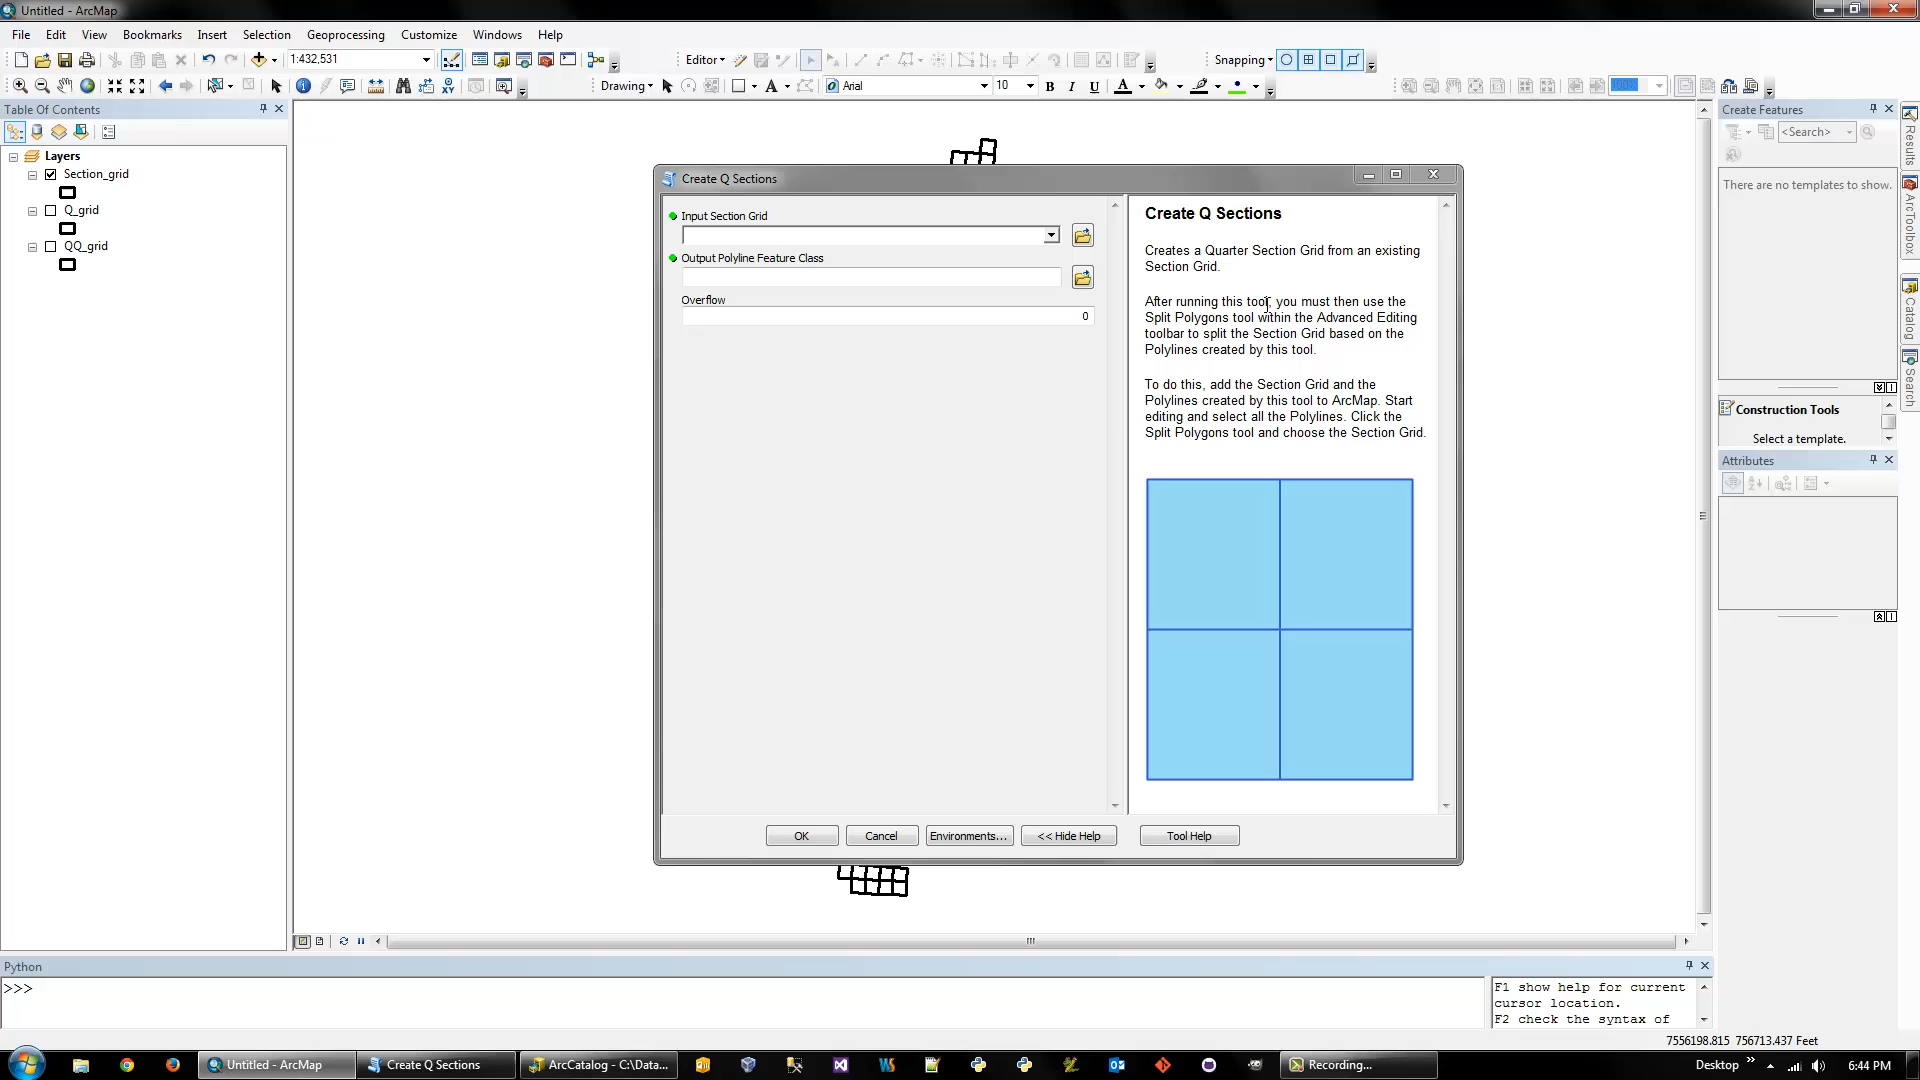 Untitled - ArcMap
File Edit View Bookmarks Insert Selection Geoprocessing Customize Windows Help
1:432,531 Editor Snapping
Drawing Arial 10 B I U A 100%
Table Of Contents
Layers
Section_grid
Q_grid
QQ_grid
Create Q Sections
Input Section Grid
Output Polyline Feature Class
Overflow
0
OK Cancel Environments... << Hide Help Tool Help
Create Q Sections
Creates a Quarter Section Grid from an existing
Section Grid.
After running this tool, you must then use the
Split Polygons tool within the Advanced Editing
toolbar to split the Section Grid based on the
Polylines created by this tool.
To do this, add the Section Grid and the
Polylines created by this tool to ArcMap. Start
editing and select all the Polylines. Click the
Split Polygons tool and choose the Section Grid.
Create Features
<Search>
There are no templates to show.
Construction Tools
Select a template.
Attributes
Results
ArcToolbox
Catalog
Search
Python
>>>
F1 show help for current
cursor location.
F2 check the syntax of
7556198.815 756713.437 Feet
Untitled - ArcMap
Create Q Sections
ArcCatalog - C:\Data...
Recording...
Desktop
6:44 PM